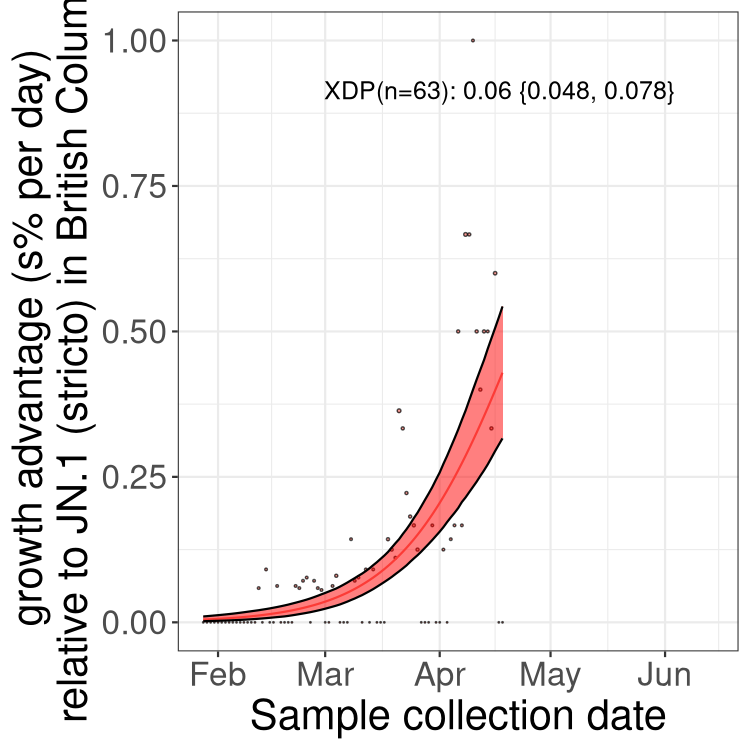 growth advantage (s% per day)
relative to JN.1 (stricto) in British Colum
1.00
0.75
0.50
0.25
0.00
XDP(n=63): 0.06 {0.048, 0.078}
Feb Mar Apr May Jun
Sample collection date